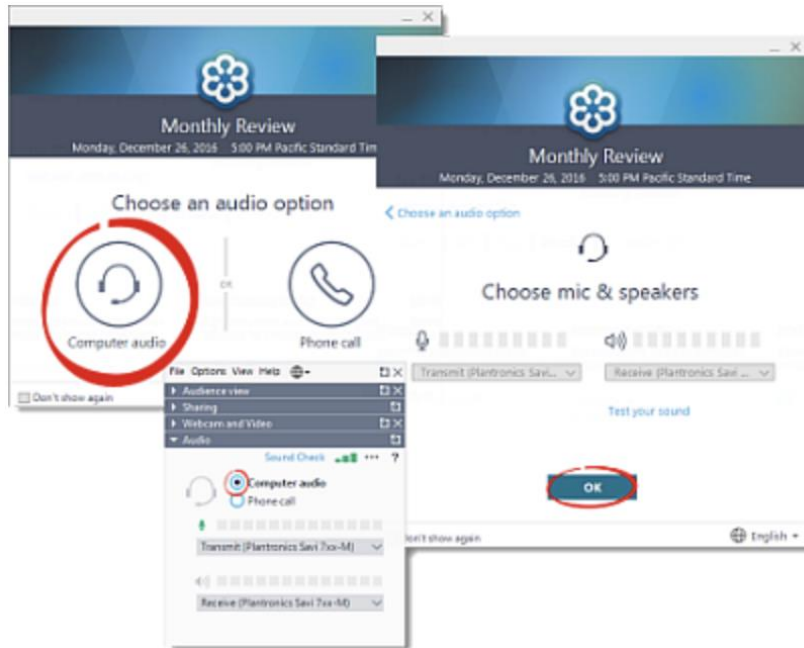 Monthly Review
Monday, December 26, 2016 5:00 PM Pacific Standard Tim
Choose an audio option
OR
Computer audio
Phone call
Don't show again
Monthly Review
Monday, December 26, 2016 5:00 PM Pacific Standard Time
Choose an audio option
Choose mic & speakers
Transmit (Plantronics Savi...
Receive (Plantronics Savi ...
Test your sound
OK
Don't show again
English
File Options View Help
Audience view
Sharing
Webcam and Video
Audio
Sound Check ... ?
Computer audio
Phone call
Transmit (Plantronics Savi 7xx-M)
Receive (Plantronics Savi 7xx-M)